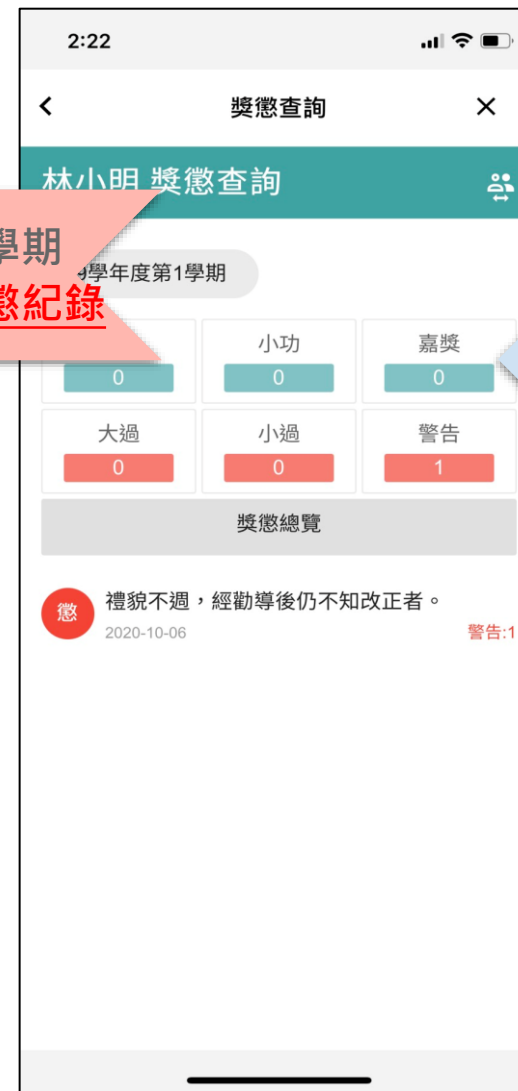 2:22
獎懲查詢
林小明 獎懲查詢
學期
9學年度第1學期
懲紀錄
小功
嘉獎
0
0
0
大過
小過
警告
0
0
1
獎懲總覽
懲
禮貌不週，經勸導後仍不知改正者。
2020-10-06
警告:1